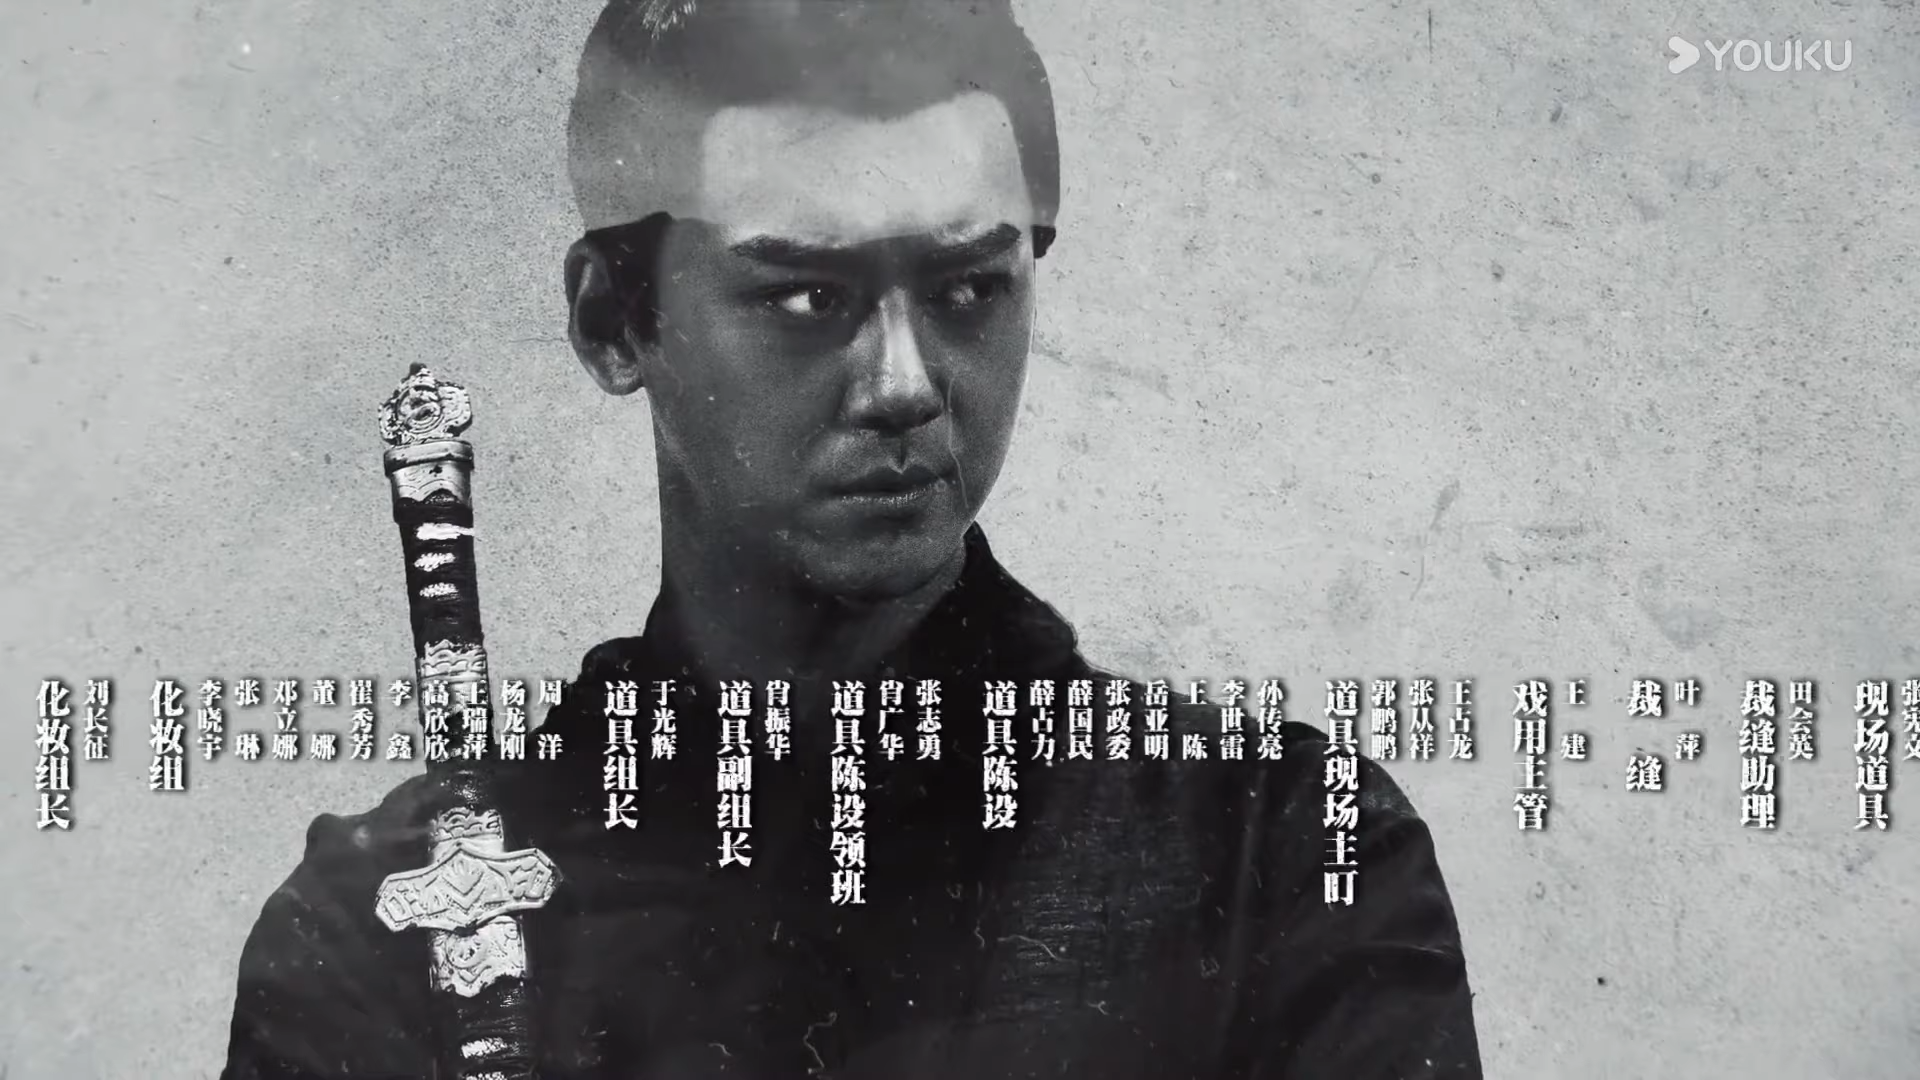 YOUKU
化妆组长
刘长征
化妆组
李晓宇
张琳
邓立娜
董娜
崔秀芳
李鑫
高欣欣
王瑞萍
杨龙刚
周洋
道具组长
于光辉
道具副组长
肖振华
道具陈设领班
肖广华
张志勇
道具陈设
薛占力
薛国民
张政委
岳亚明
王陈
李世雷
孙传亮
道具现场主盯
郭鹏鹏
张从祥
王占龙
戏用主管
王建
裁缝
叶萍
裁缝助理
田会英
现场道具